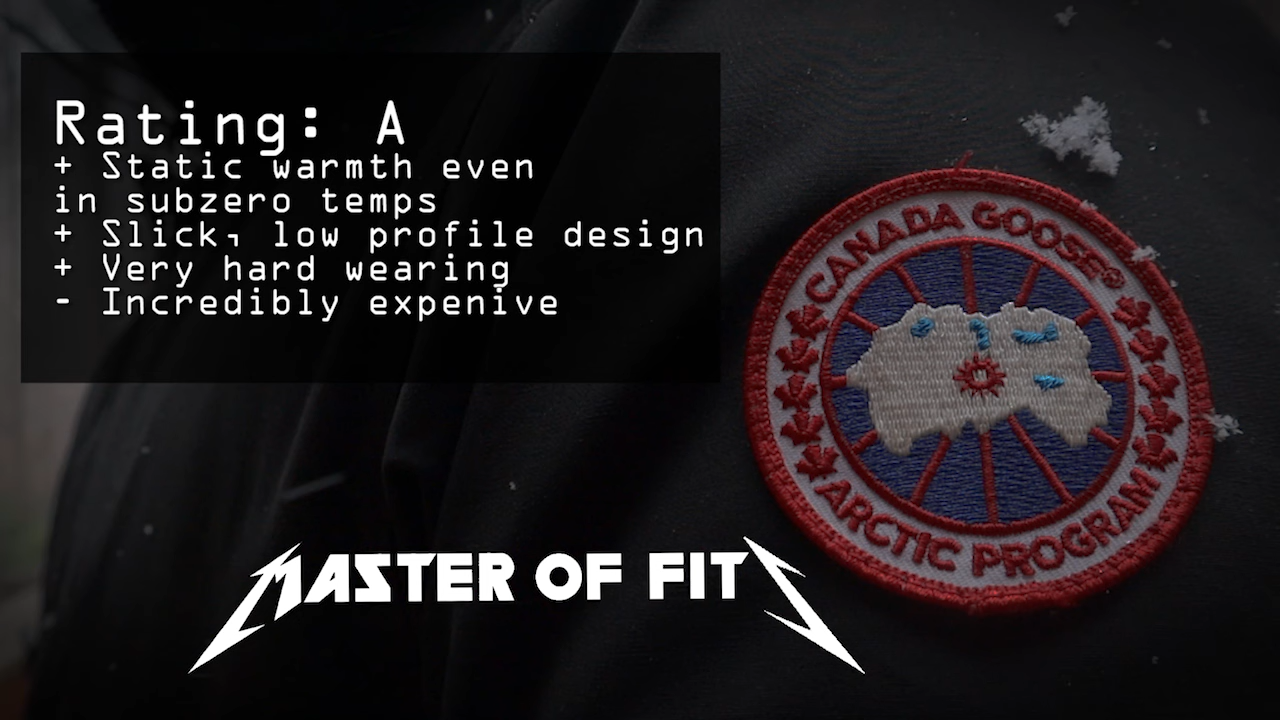 Rating: A
+ Static warmth even
in subzero temps
+ Slick, low profile design
+ Very hard wearing
- Incredibly expenive
CANADA GOOSE®
ARCTIC PROGRAM
MASTER OF FITS